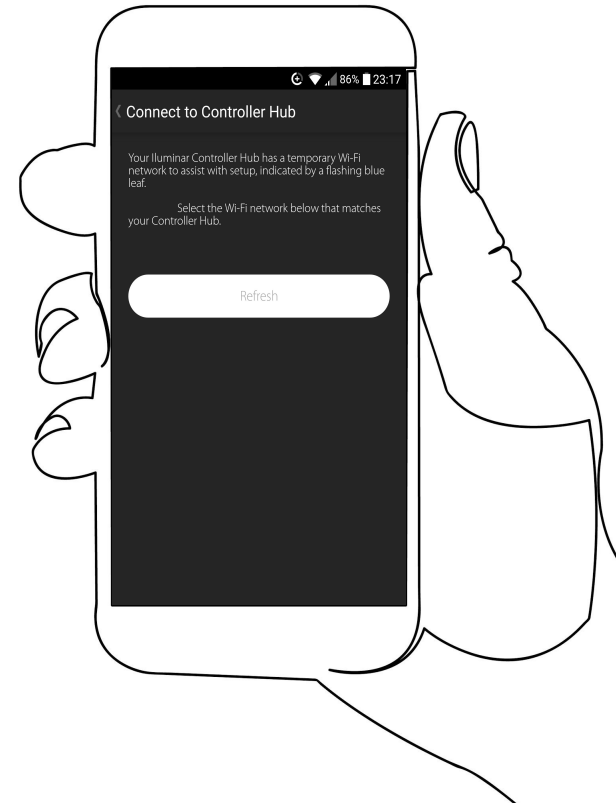 86% 23:17
Connect to Controller Hub
Your Iluminar Controller Hub has a temporary Wi-Fi
network to assist with setup, indicated by a flashing blue
leaf.
Select the Wi-Fi network below that matches
your Controller Hub.
Refresh